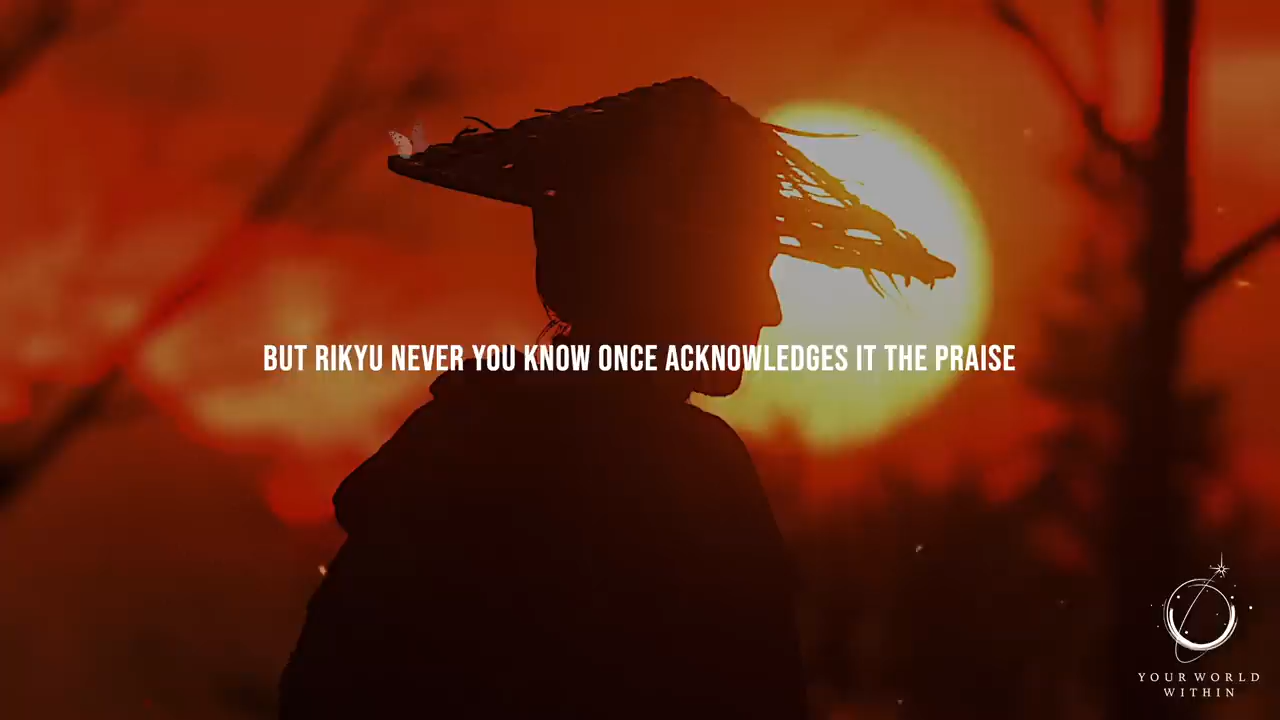 BUT RIKYU NEVER YOU KNOW ONCE ACKNOWLEDGES IT THE PRAISE
YOUR WORLD
WITHIN